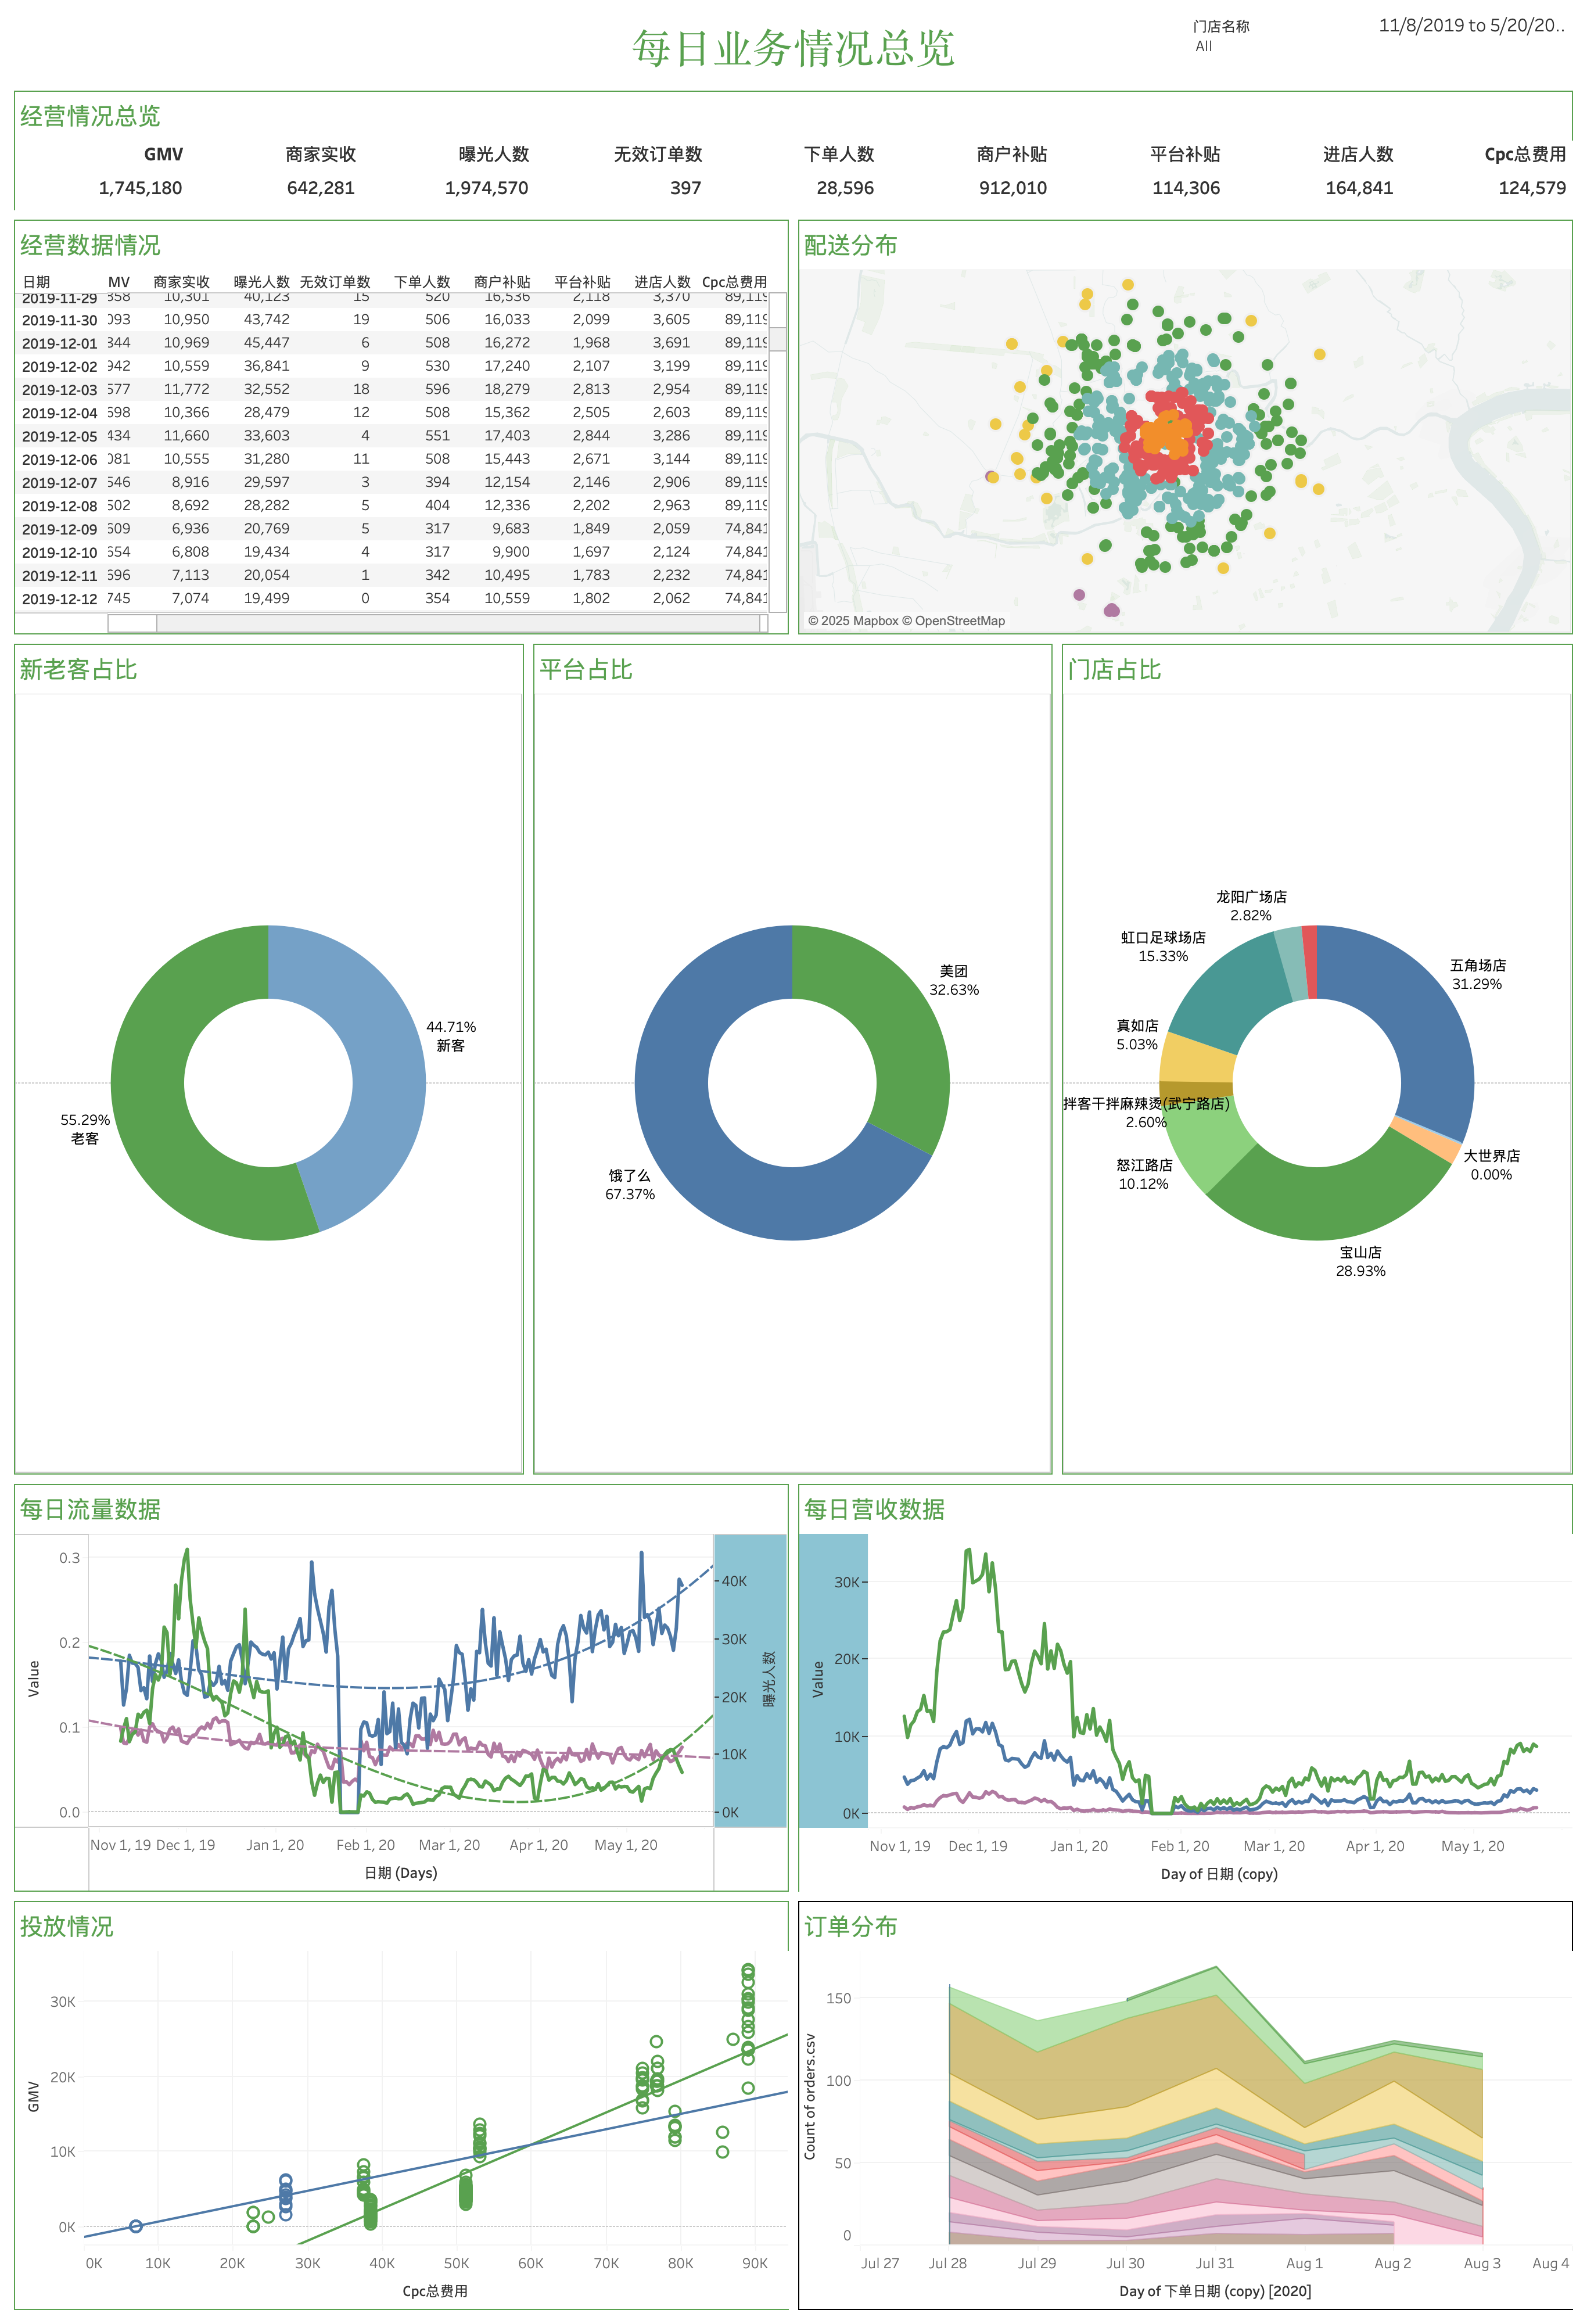 每日业务情况总览
门店名称
All
11/8/2019 to 5/20/20..
经营情况总览
GMV 商家实收 曝光人数 无效订单数 下单人数 商户补贴 平台补贴 进店人数 Cpc总费用
1,745,180 642,281 1,974,570 397 28,596 912,010 114,306 164,841 124,579
经营数据情况
日期 MV 商家实收 曝光人数 无效订单数 下单人数 商户补贴 平台补贴 进店人数 Cpc总费用
2019-11-29 358 10,301 40,123 15 520 16,536 2,118 3,370 89,119
2019-11-30 093 10,950 43,742 19 506 16,033 2,099 3,605 89,119
2019-12-01 344 10,969 45,447 6 508 16,272 1,968 3,691 89,119
2019-12-02 942 10,559 36,841 9 530 17,240 2,107 3,199 89,119
2019-12-03 577 11,772 32,552 18 596 18,279 2,813 2,954 89,119
2019-12-04 598 10,366 28,479 12 508 15,362 2,505 2,603 89,119
2019-12-05 434 11,660 33,603 4 551 17,403 2,844 3,286 89,119
2019-12-06 081 10,555 31,280 11 508 15,443 2,671 3,144 89,119
2019-12-07 546 8,916 29,597 3 394 12,154 2,146 2,906 89,119
2019-12-08 502 8,692 28,282 5 404 12,336 2,202 2,963 89,119
2019-12-09 509 6,936 20,769 5 317 9,683 1,849 2,059 74,841
2019-12-10 554 6,808 19,434 4 317 9,900 1,697 2,124 74,841
2019-12-11 596 7,113 20,054 1 342 10,495 1,783 2,232 74,841
2019-12-12 745 7,074 19,499 0 354 10,559 1,802 2,062 74,841
配送分布
© 2025 Mapbox © OpenStreetMap
新老客占比
44.71%
新客
55.29%
老客
平台占比
美团
32.63%
饿了么
67.37%
门店占比
龙阳广场店
2.82%
虹口足球场店
15.33%
五角场店
31.29%
真如店
5.03%
拌客干拌麻辣烫(武宁路店)
2.60%
怒江路店
10.12%
大世界店
0.00%
宝山店
28.93%
每日流量数据
Value
0.3
0.2
0.1
0.0
40K
30K
20K
10K
0K
曝光人数
Nov 1, 19 Dec 1, 19 Jan 1, 20 Feb 1, 20 Mar 1, 20 Apr 1, 20 May 1, 20
日期 (Days)
每日营收数据
Value
30K
20K
10K
0K
Nov 1, 19 Dec 1, 19 Jan 1, 20 Feb 1, 20 Mar 1, 20 Apr 1, 20 May 1, 20
Day of 日期 (copy)
投放情况
GMV
30K
20K
10K
0K
0K 10K 20K 30K 40K 50K 60K 70K 80K 90K
Cpc总费用
订单分布
Count of orders.csv
150
100
50
0
Jul 27 Jul 28 Jul 29 Jul 30 Jul 31 Aug 1 Aug 2 Aug 3 Aug 4
Day of 下单日期 (copy) [2020]